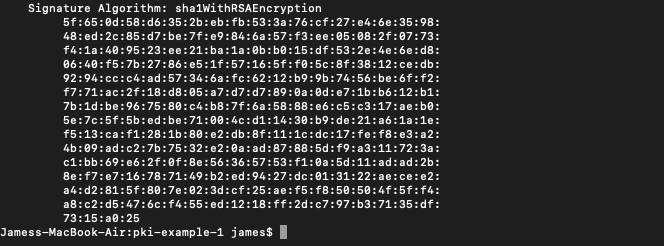 Signature Algorithm: sha1WithRSAEncryption
5f:65:0d:58:d6:35:2b:eb:fb:53:3a:76:cf:27:e4:6e:35:98:
48:ed:2c:85:d7:be:7f:e9:84:6a:57:f3:ee:05:08:2f:07:73:
f4:1a:40:95:23:ee:21:ba:1a:0b:b0:15:df:53:2e:4e:6e:d8:
06:40:f5:7b:27:86:e5:1f:57:16:5f:f0:5c:8f:38:12:ce:db:
92:94:cc:c4:ad:57:34:6a:fc:62:12:b9:9b:74:56:be:6f:f2:
f7:71:ac:2f:18:d8:05:a7:d7:d7:89:0a:0d:e7:1b:b6:12:b1:
7b:1d:be:96:75:80:c4:b8:7f:6a:58:88:e6:c5:c3:17:ae:b0:
5e:7c:5f:5b:ed:be:71:00:4c:d1:14:30:b9:de:21:a6:1a:1e:
f5:13:ca:f1:28:1b:80:e2:db:8f:11:1c:dc:17:fe:f8:e3:a2:
4b:09:ad:c2:7b:75:32:e2:0a:ad:87:88:5d:f9:a3:11:72:3a:
c1:bb:69:e6:2f:0f:8e:56:36:57:53:f1:0a:5d:11:ad:ad:2b:
8e:f7:e7:16:78:71:49:b2:ed:94:27:dc:01:31:22:ae:ce:e2:
a4:d2:81:5f:80:7e:02:3d:cf:25:ae:f5:f8:50:50:4f:5f:f4:
a8:c2:d5:47:6c:f4:55:ed:12:18:ff:2d:c7:97:b3:71:35:df:
73:15:a0:25
Jamess-MacBook-Air:pki-example-1 james$